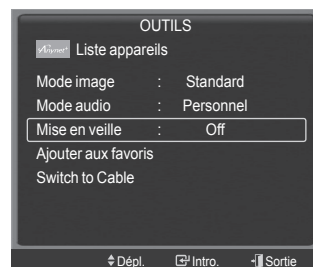 OUTILS
Anynet+ Liste appareils
Mode image : Standard
Mode audio : Personnel
Mise en veille : Off
Ajouter aux favoris
Switch to Cable
Dépl. Intro. Sortie